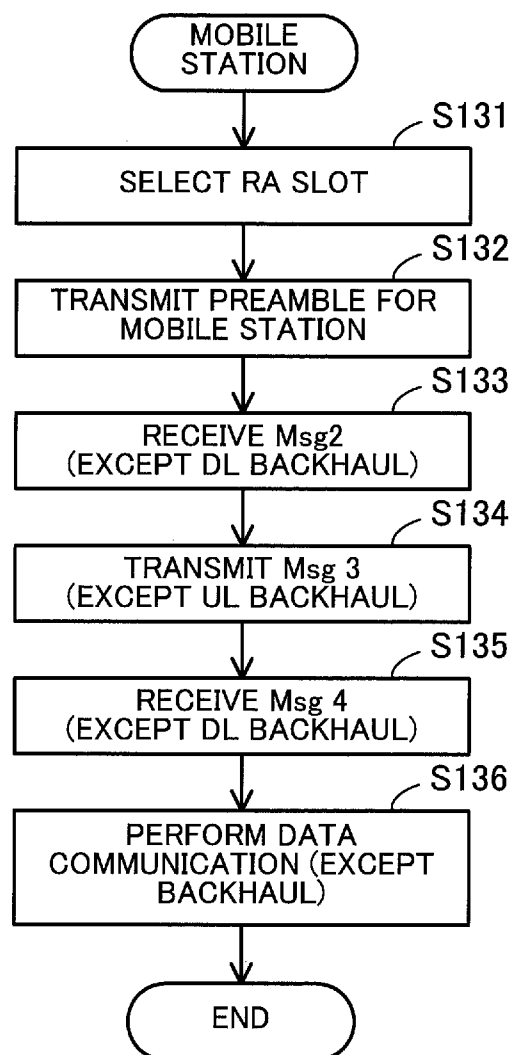 MOBILE
STATION
S131
SELECT RA SLOT
S132
TRANSMIT PREAMBLE FOR
MOBILE STATION
S133
RECEIVE Msg2
(EXCEPT DL BACKHAUL)
S134
TRANSMIT Msg 3
(EXCEPT UL BACKHAUL)
S135
RECEIVE Msg 4
(EXCEPT DL BACKHAUL)
S136
PERFORM DATA
COMMUNICATION (EXCEPT
BACKHAUL)
END